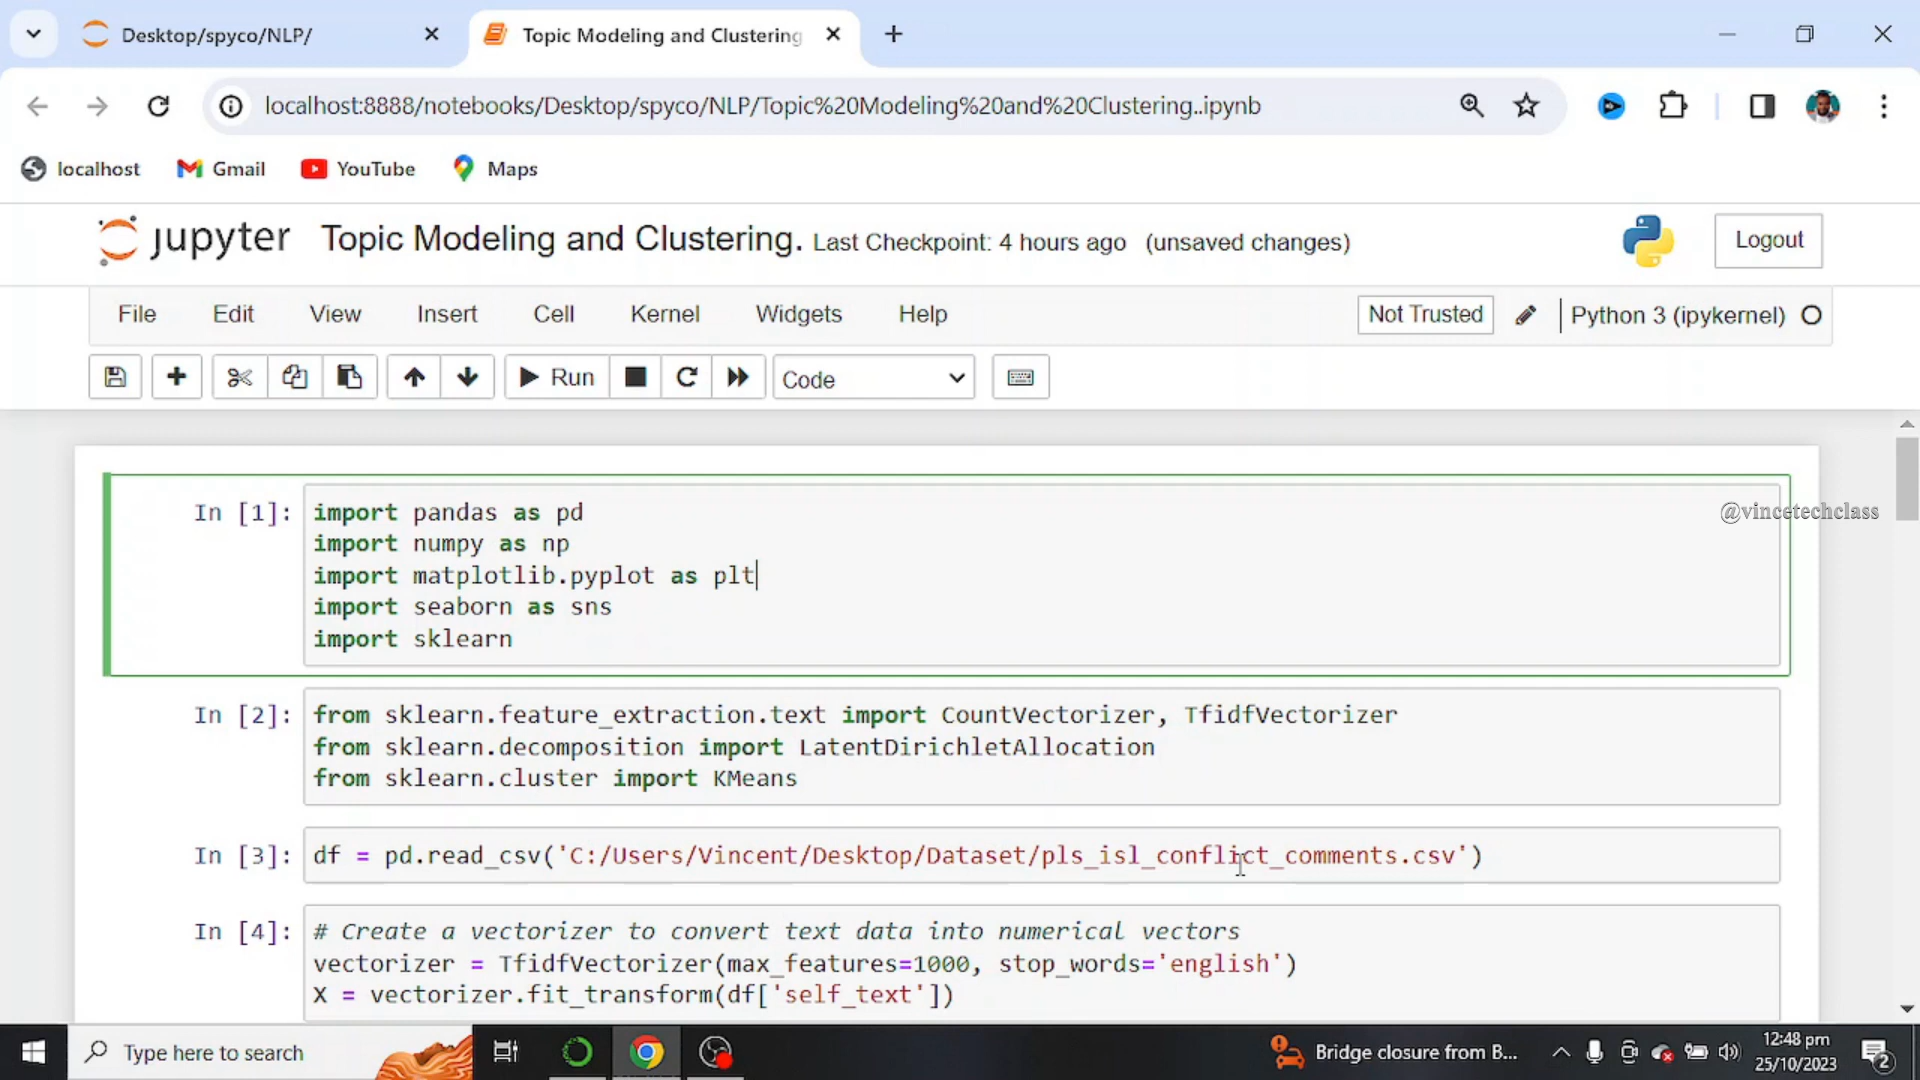 Desktop/spyco/NLP/
Topic Modeling and Clustering
localhost:8888/notebooks/Desktop/spyco/NLP/Topic%20Modeling%20and%20Clustering..ipynb
localhost
Gmail
YouTube
Maps
jupyter
Topic Modeling and Clustering. Last Checkpoint: 4 hours ago (unsaved changes)
Logout
File
Edit
View
Insert
Cell
Kernel
Widgets
Help
Not Trusted
Python 3 (ipykernel)
Run
Code
@vincetechclass
In [1]:
import pandas as pd
import numpy as np
import matplotlib.pyplot as plt
import seaborn as sns
import sklearn
In [2]:
from sklearn.feature_extraction.text import CountVectorizer, TfidfVectorizer
from sklearn.decomposition import LatentDirichletAllocation
from sklearn.cluster import KMeans
In [3]:
df = pd.read_csv('C:/Users/Vincent/Desktop/Dataset/pls_isl_conflict_comments.csv')
In [4]:
# Create a vectorizer to convert text data into numerical vectors
vectorizer = TfidfVectorizer(max_features=1000, stop_words='english')
X = vectorizer.fit_transform(df['self_text'])
Type here to search
Bridge closure from B...
12:48 pm
25/10/2023
2